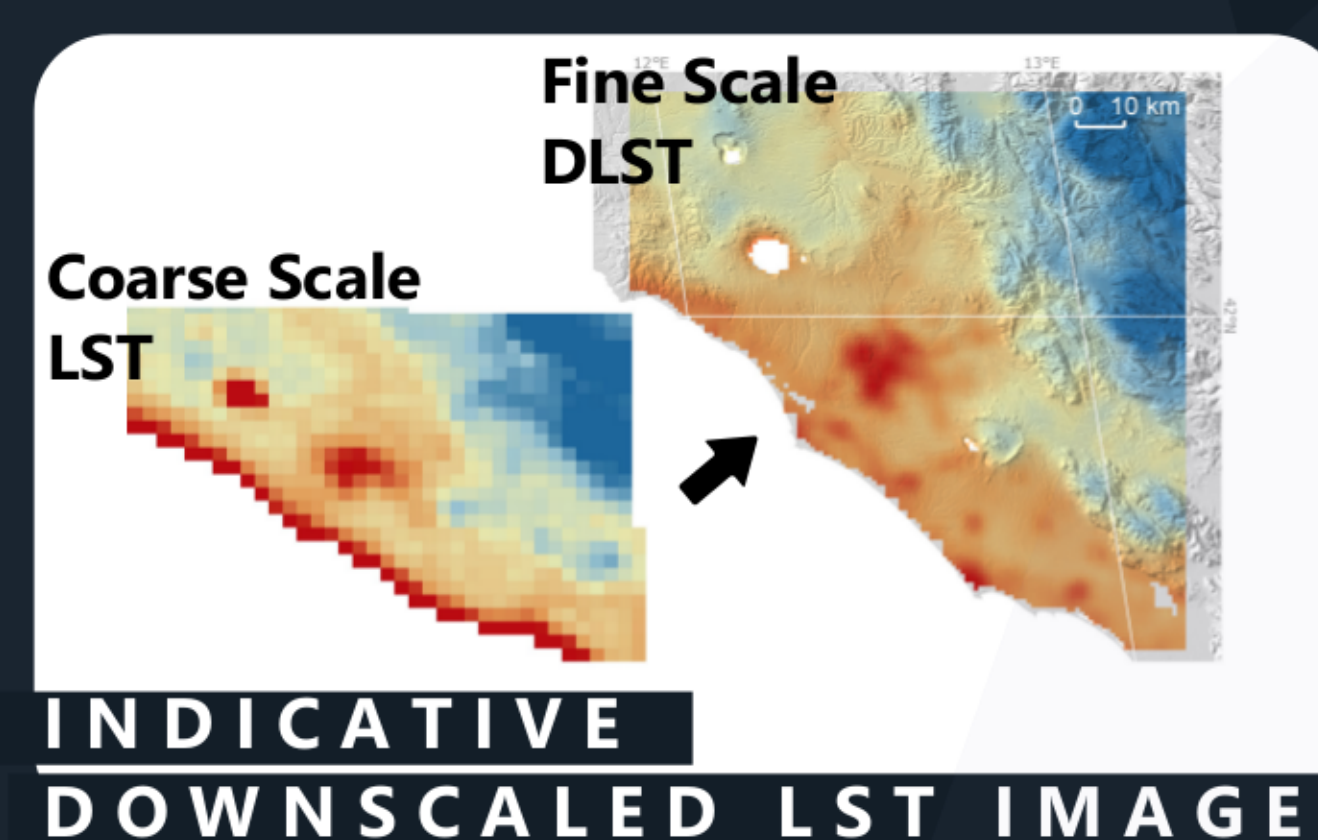 12°E
13°E
Fine Scale
DLST
0 10 km
Coarse Scale
LST
42°N
INDICATIVE
DOWNSCALED LST IMAGE